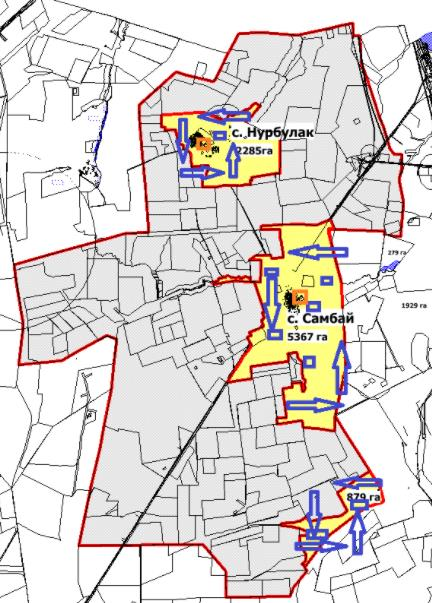 с. Нурбулак
2285га
279 га
1929 га
с. Самбай
5367 га
879 га